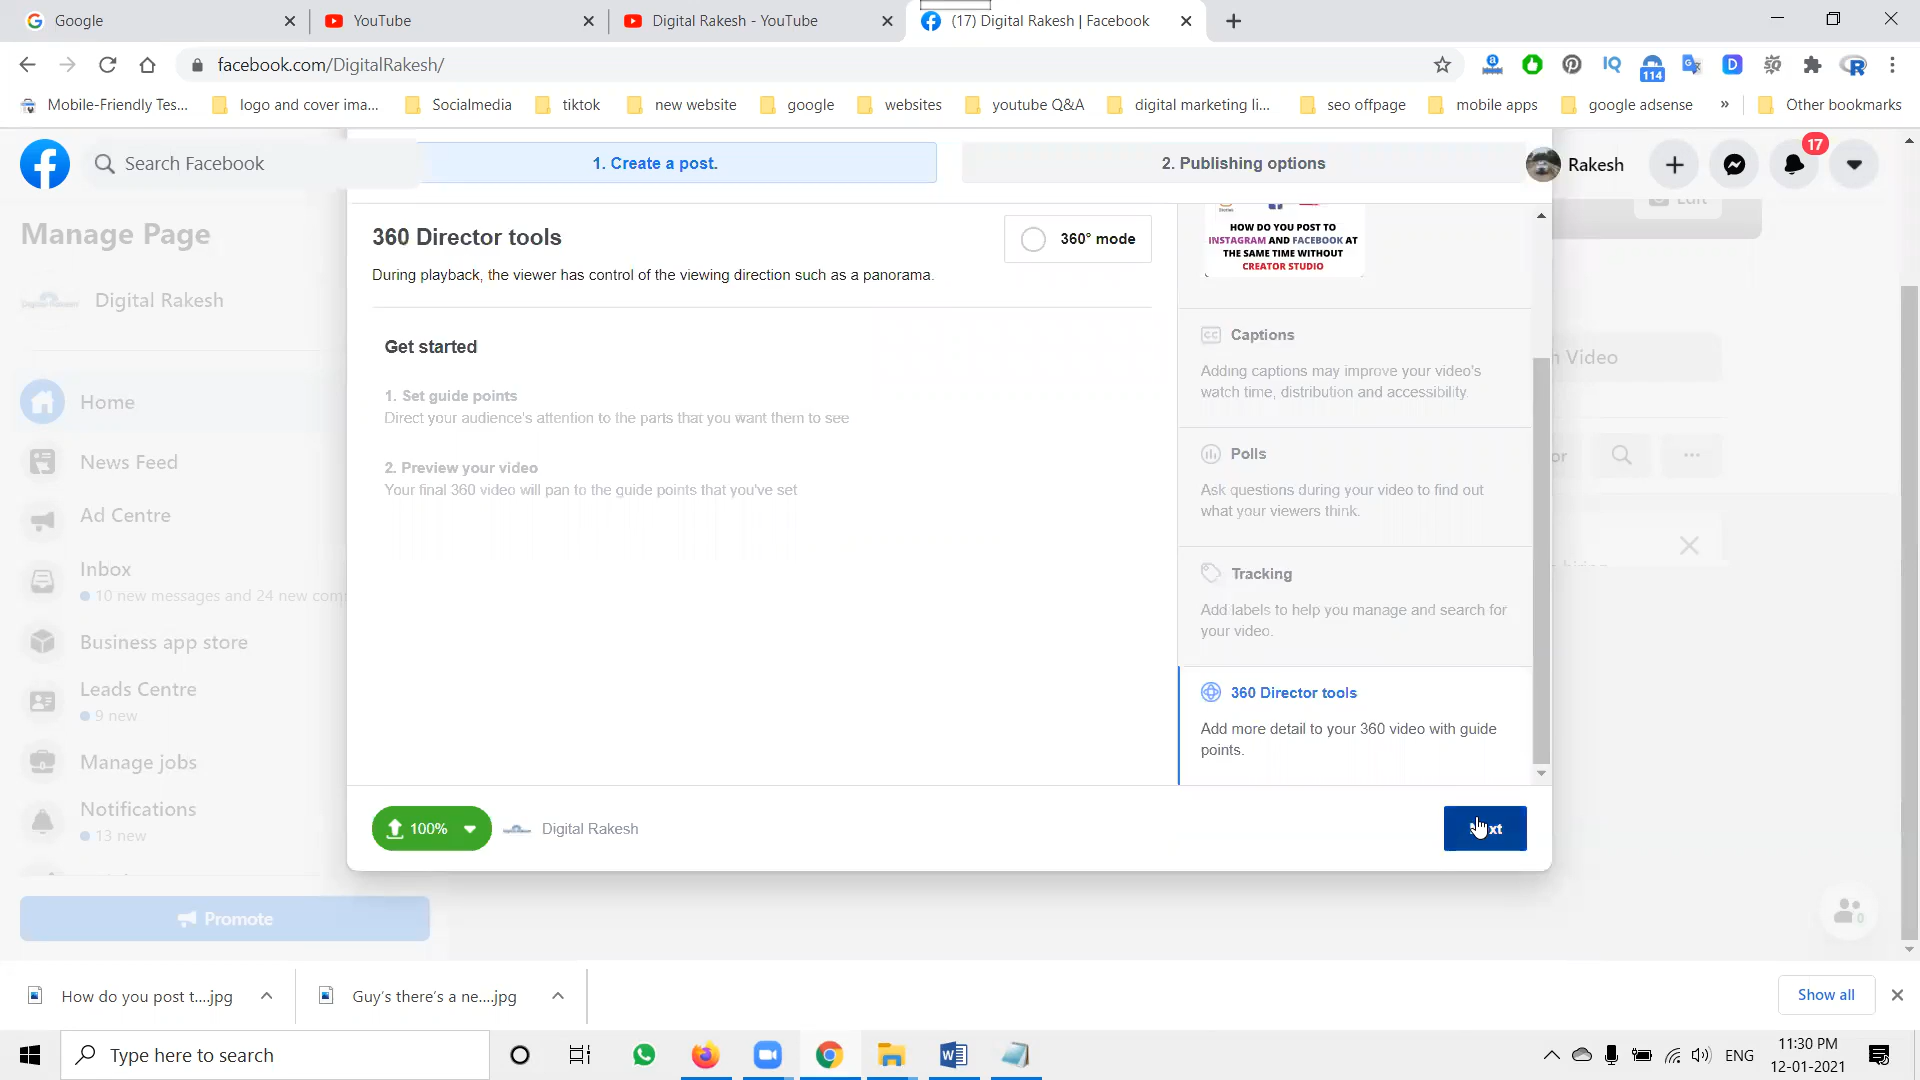 Google
YouTube
Digital Rakesh - YouTube
(17) Digital Rakesh | Facebook
facebook.com/DigitalRakesh/
114
Mobile-Friendly Tes...
logo and cover ima...
Socialmedia
tiktok
new website
google
websites
youtube Q&A
digital marketing li...
seo offpage
mobile apps
google adsense
»
Other bookmarks
Search Facebook
1. Create a post.
2. Publishing options
Rakesh
17
Manage Page
Digital Rakesh
Home
News Feed
Ad Centre
Inbox
10 new messages and 24 new com
Business app store
Leads Centre
9 new
Manage jobs
Notifications
13 new
Promote
360 Director tools
360° mode
During playback, the viewer has control of the viewing direction such as a panorama.
Get started
1. Set guide points
Direct your audience's attention to the parts that you want them to see
2. Preview your video
Your final 360 video will pan to the guide points that you've set
HOW DO YOU POST TO
INSTAGRAM AND FACEBOOK AT
THE SAME TIME WITHOUT
CREATOR STUDIO
Captions
Adding captions may improve your video's
watch time, distribution and accessibility.
Polls
Ask questions during your video to find out
what your viewers think.
Tracking
Add labels to help you manage and search for
your video.
360 Director tools
Add more detail to your 360 video with guide
points.
Edit
Video
100%
Digital Rakesh
How do you post t....jpg
Guy's there's a ne....jpg
Show all
Type here to search
ENG
11:30 PM
12-01-2021